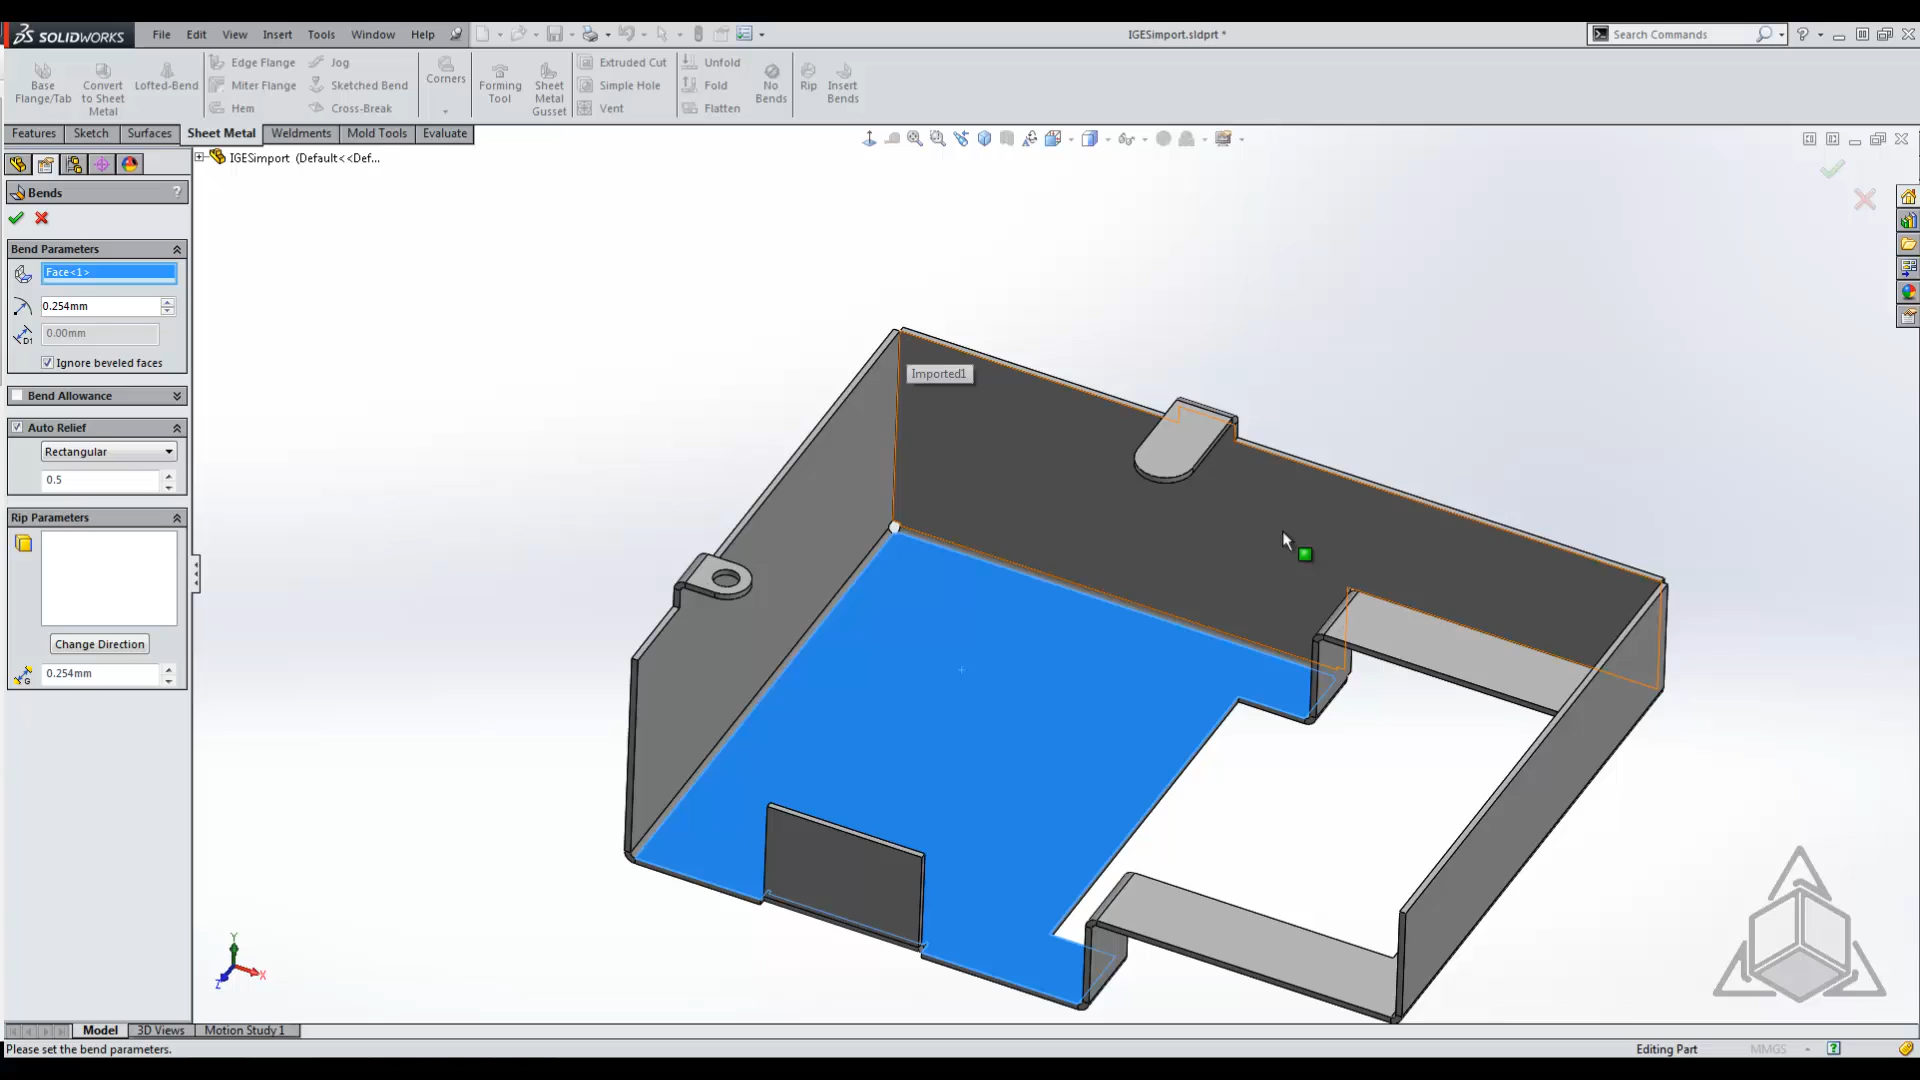 SOLIDWORKS File Edit View Insert Tools Window Help IGESimport.sldprt * Search Commands
Base Flange/Tab
Convert to Sheet Metal
Lofted-Bend
Edge Flange
Miter Flange
Hem
Jog
Sketched Bend
Cross-Break
Corners
Forming Tool
Sheet Metal Gusset
Extruded Cut
Simple Hole
Vent
Unfold
Fold
Flatten
No Bends
Rip
Insert Bends
Features Sketch Surfaces Sheet Metal Weldments Mold Tools Evaluate
IGESimport (Default<<Def...
Bends ?
Bend Parameters
Face<1>
0.254mm
D1 0.00mm
Ignore beveled faces
Bend Allowance
Auto Relief
Rectangular
0.5
Rip Parameters
Change Direction
G 0.254mm
Imported1
Y
X
Z
Model 3D Views Motion Study 1
Please set the bend parameters. Editing Part MMGS ?